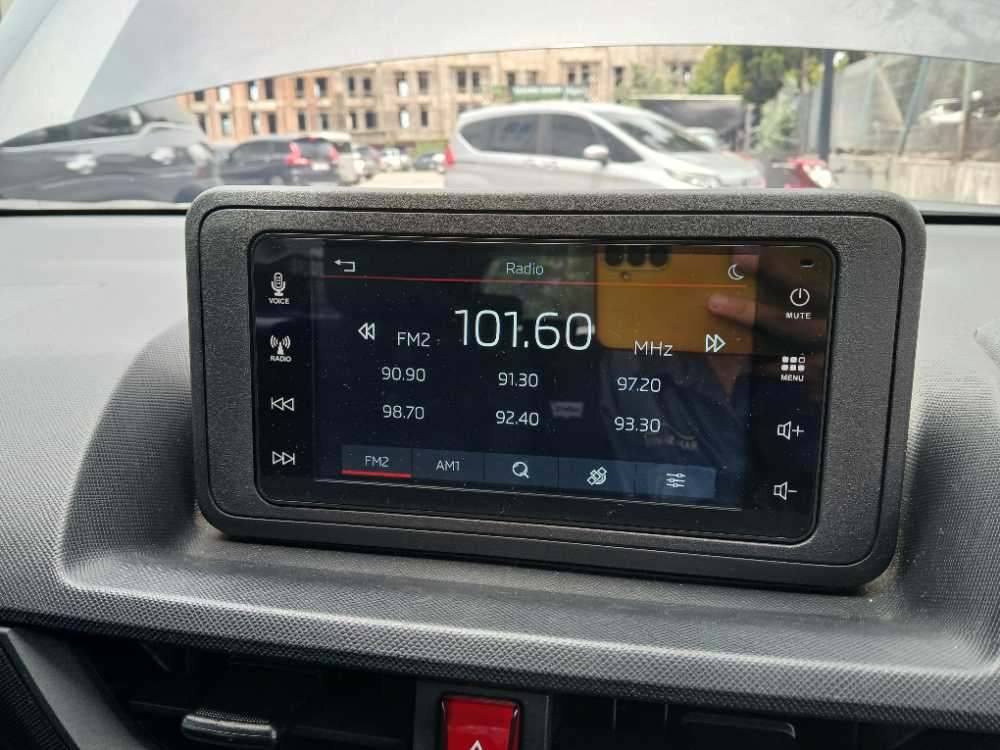 Radio
VOICE
MUTE
FM2 101.60 MHz
RADIO
90.90 91.30 97.20
MENU
98.70 92.40 93.30
FM2 AM1